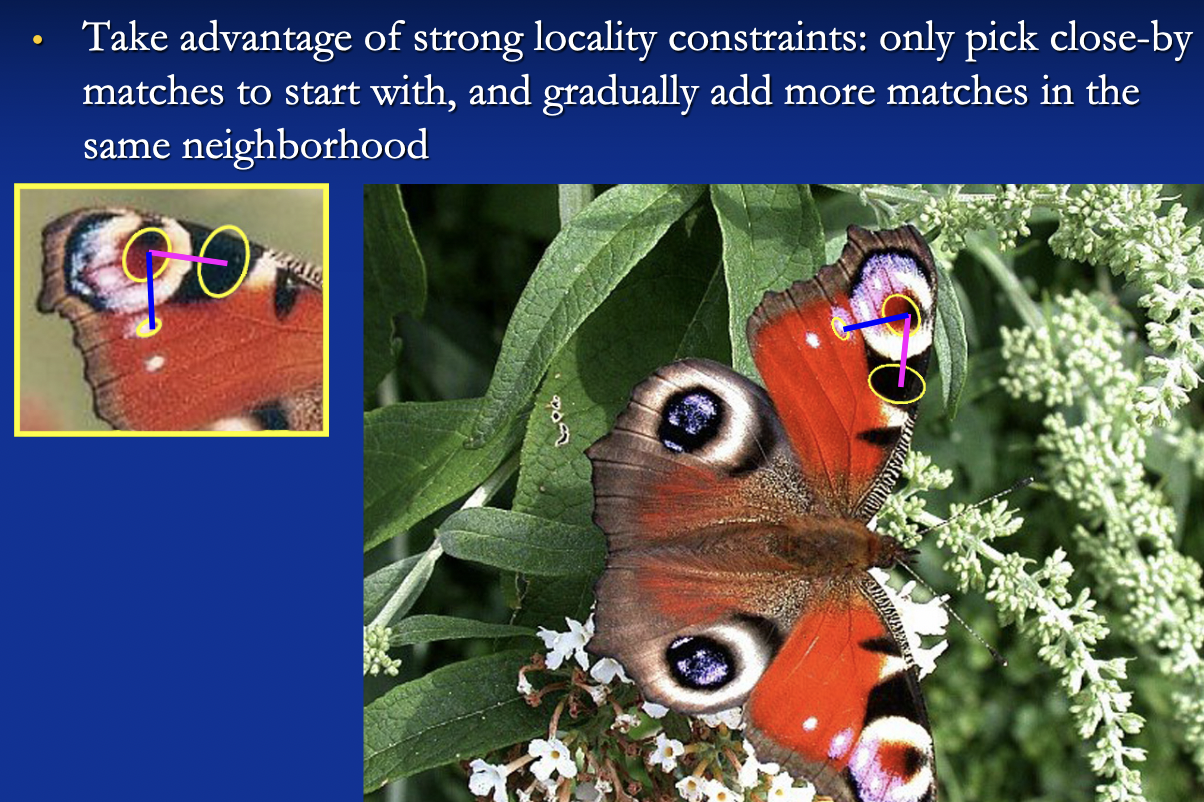 • Take advantage of strong locality constraints: only pick close-by
matches to start with, and gradually add more matches in the
same neighborhood